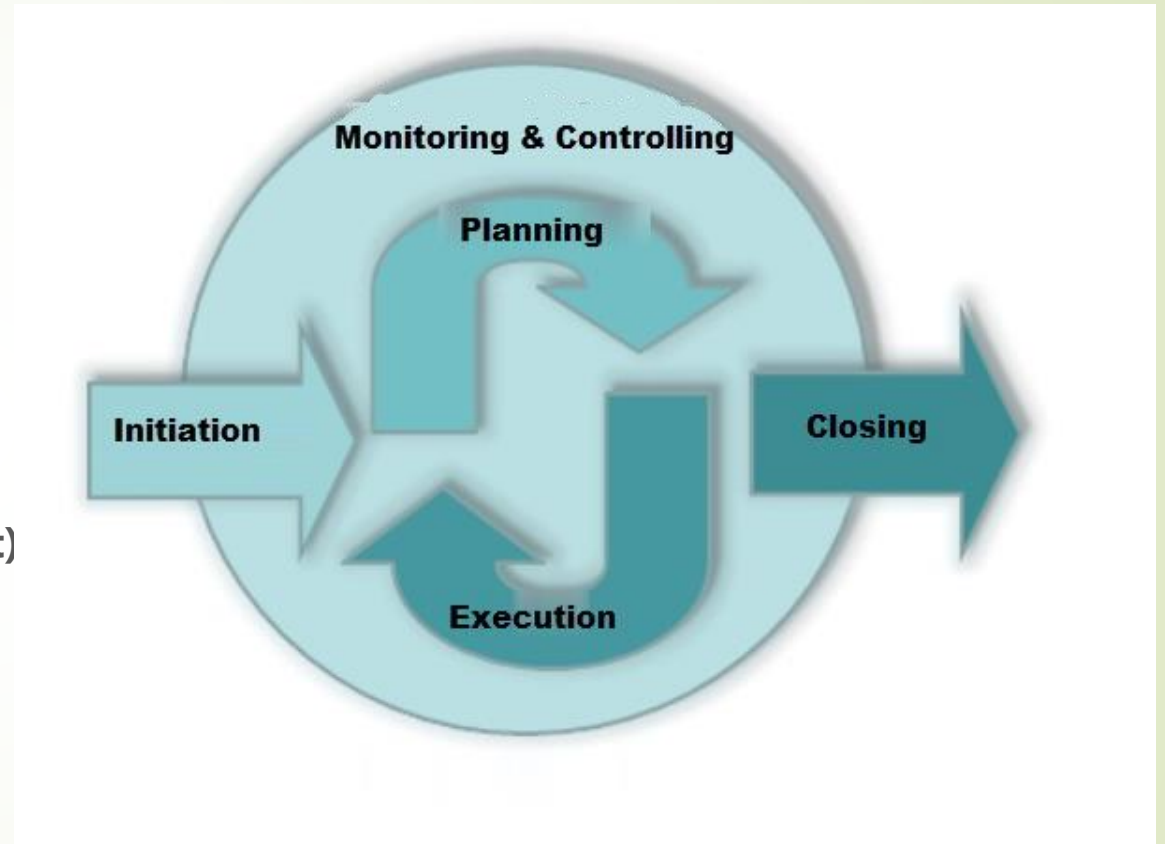 Monitoring & Controlling
Planning
Initiation
Closing
:)
Execution